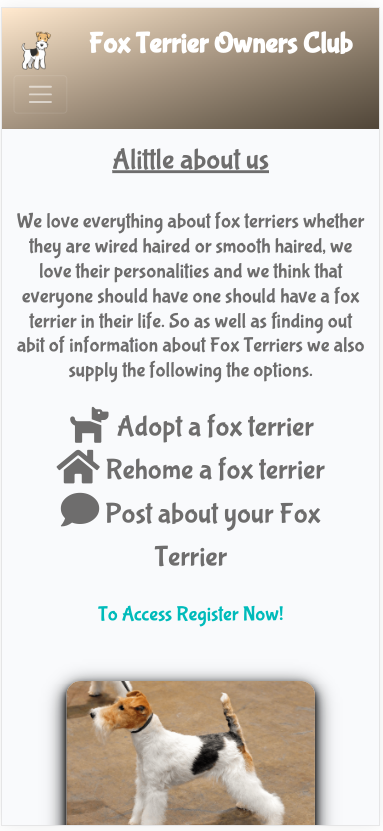 Fox Terrier Owners Club
Alittle about us
We love everything about fox terriers whether
they are wired haired or smooth haired, we
love their personalities and we think that
everyone should have one should have a fox
terrier in their life. So as well as finding out
abit of information about Fox Terriers we also
supply the following the options.
Adopt a fox terrier
Rehome a fox terrier
Post about your Fox
Terrier
To Access Register Now!